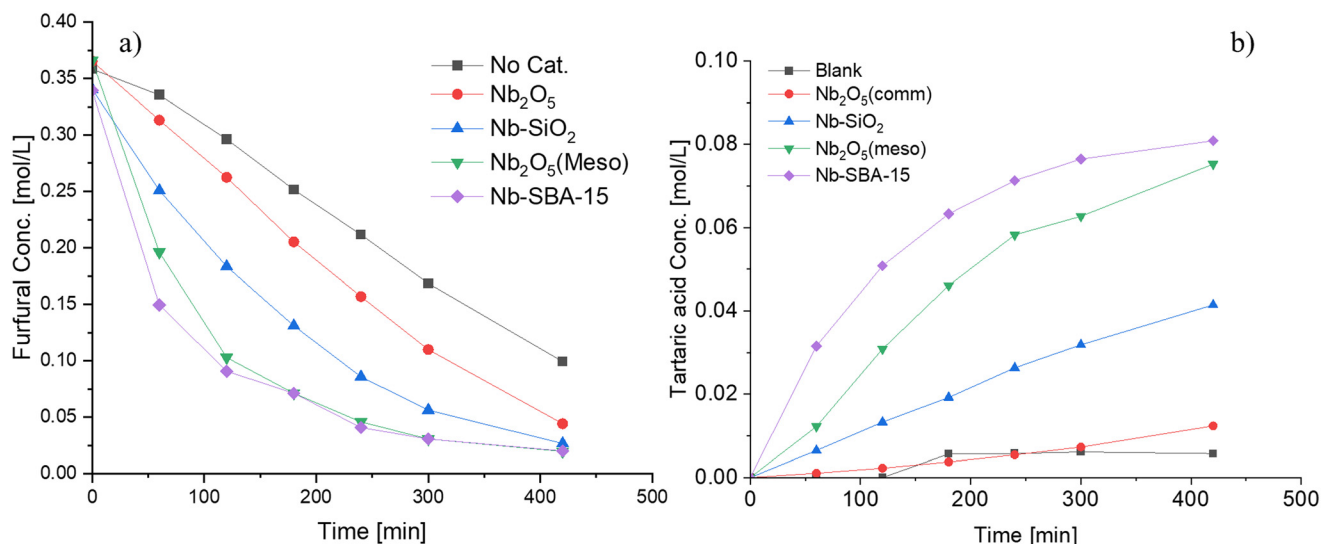 a)
0.40
0.35
0.30
0.25
0.20
0.15
0.10
0.05
0.00
Furfural Conc. [mol/L]
No Cat.
Nb₂O₅
Nb-SiO₂
Nb₂O₅(Meso)
Nb-SBA-15
0 100 200 300 400 500
Time [min]
b)
0.10
0.08
0.06
0.04
0.02
0.00
Tartaric acid Conc. [mol/L]
Blank
Nb₂O₅(comm)
Nb-SiO₂
Nb₂O₅(meso)
Nb-SBA-15
0 100 200 300 400 500
Time [min]